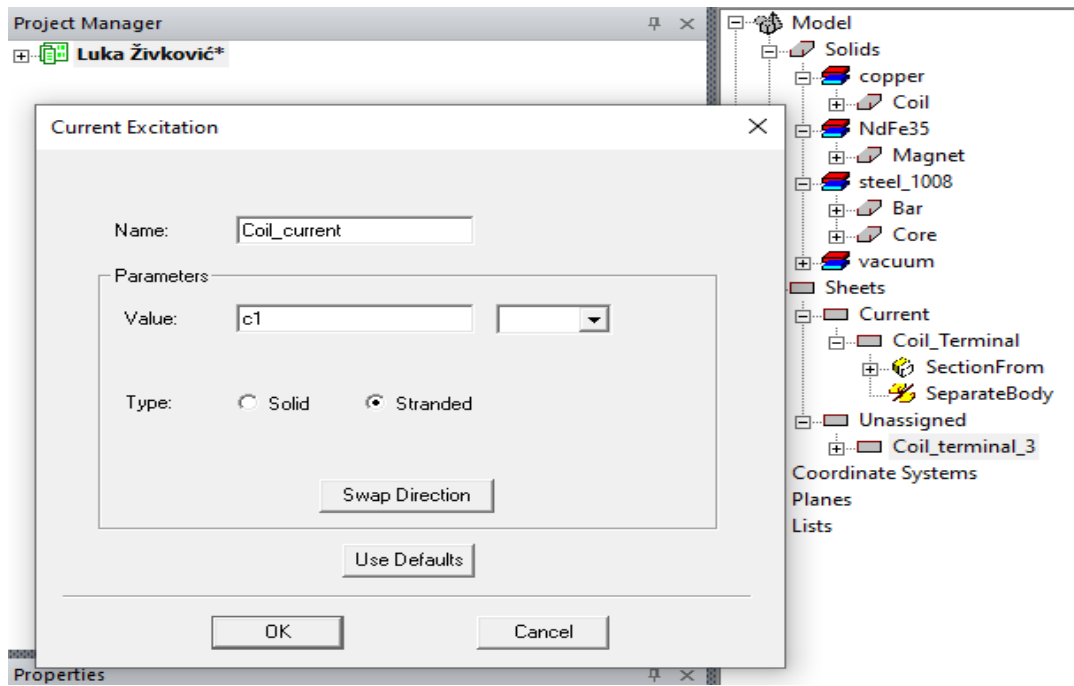 Project Manager
Luka Živković*
Current Excitation
Name:
Coil_current
Parameters
Value:
c1
Type:
Solid
Stranded
Swap Direction
Use Defaults
OK
Cancel
Properties
Model
Solids
copper
Coil
NdFe35
Magnet
steel_1008
Bar
Core
vacuum
Sheets
Current
Coil_Terminal
SectionFrom
SeparateBody
Unassigned
Coil_terminal_3
Coordinate Systems
Planes
Lists